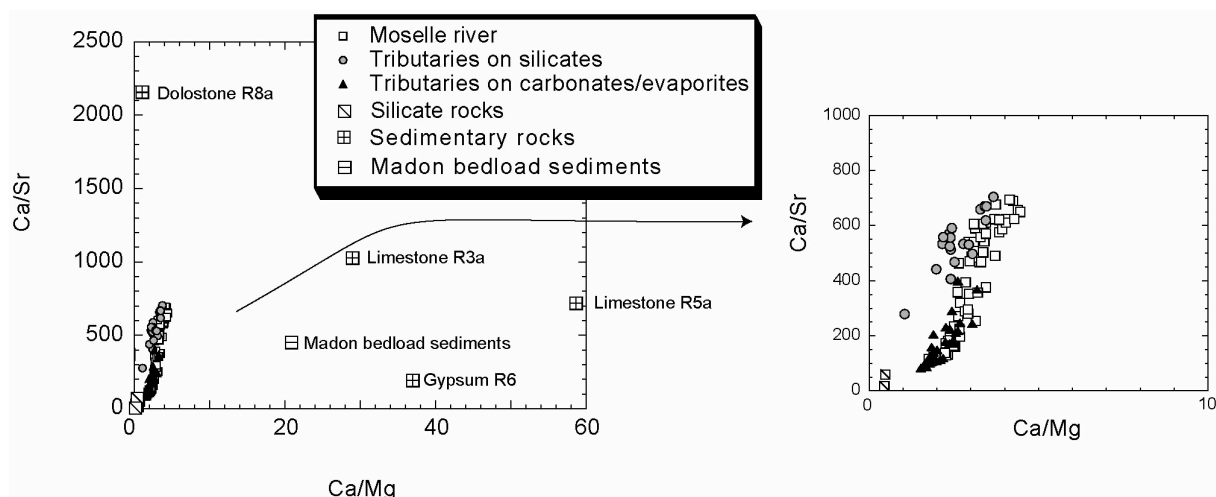 2500
2000
1500
1000
500
0
Ca/Sr
0
20
40
60
Ca/Mg
Dolostone R8a
Limestone R3a
Limestone R5a
Madon bedload sediments
Gypsum R6
Moselle river
Tributaries on silicates
Tributaries on carbonates/evaporites
Silicate rocks
Sedimentary rocks
Madon bedload sediments
1000
800
600
400
200
0
Ca/Sr
0
10
Ca/Mg